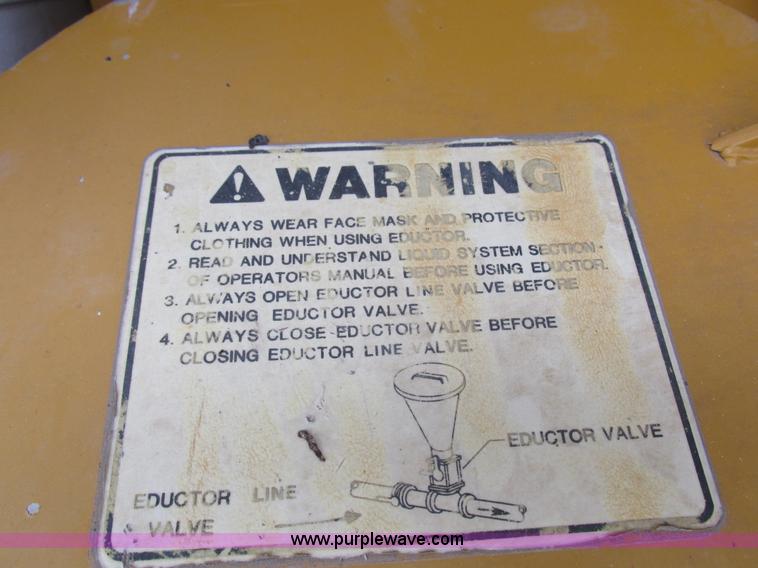 WARNING
1. ALWAYS WEAR FACE MASK AND PROTECTIVE
CLOTHING WHEN USING EDUCTOR.
2. READ AND UNDERSTAND LIQUID SYSTEM SECTION
OF OPERATORS MANUAL BEFORE USING EDUCTOR.
3. ALWAYS OPEN EDUCTOR LINE VALVE BEFORE
OPENING EDUCTOR VALVE.
4. ALWAYS CLOSE EDUCTOR VALVE BEFORE
CLOSING EDUCTOR LINE VALVE.
EDUCTOR VALVE
EDUCTOR LINE
VALVE
www.purplewave.com